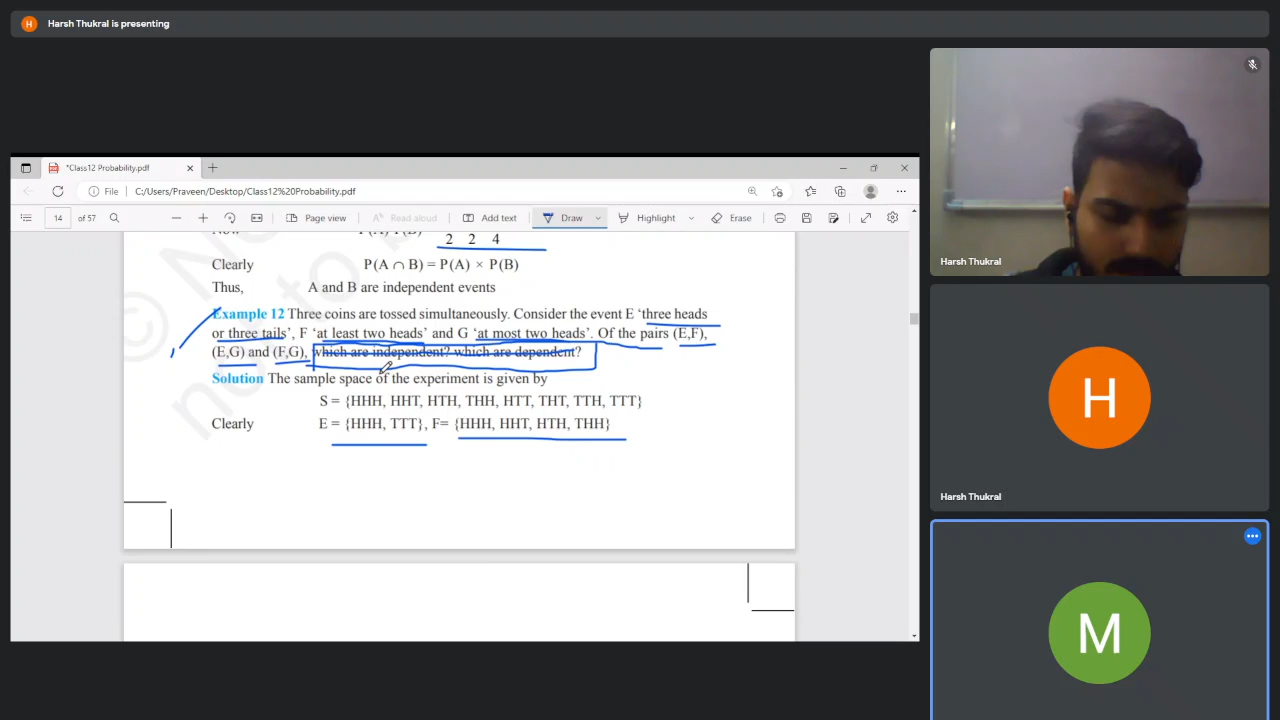 H Harsh Thukral is presenting
*Class12 Probability.pdf
File C:/Users/Praveen/Desktop/Class12%20Probability.pdf
14 of 57 Page view Read aloud Add text Draw Highlight Erase
2 2 4
Clearly P(A ∩ B) = P(A) × P(B)
Thus, A and B are independent events
Example 12 Three coins are tossed simultaneously. Consider the event E ‘three heads
or three tails’, F ‘at least two heads’ and G ‘at most two heads’. Of the pairs (E,F),
(E,G) and (F,G), which are independent? which are dependent?
Solution The sample space of the experiment is given by
S = {HHH, HHT, HTH, THH, HTT, THT, TTH, TTT}
Clearly E = {HHH, TTT}, F= {HHH, HHT, HTH, THH}
© No
not to b
Harsh Thukral
H
Harsh Thukral
M